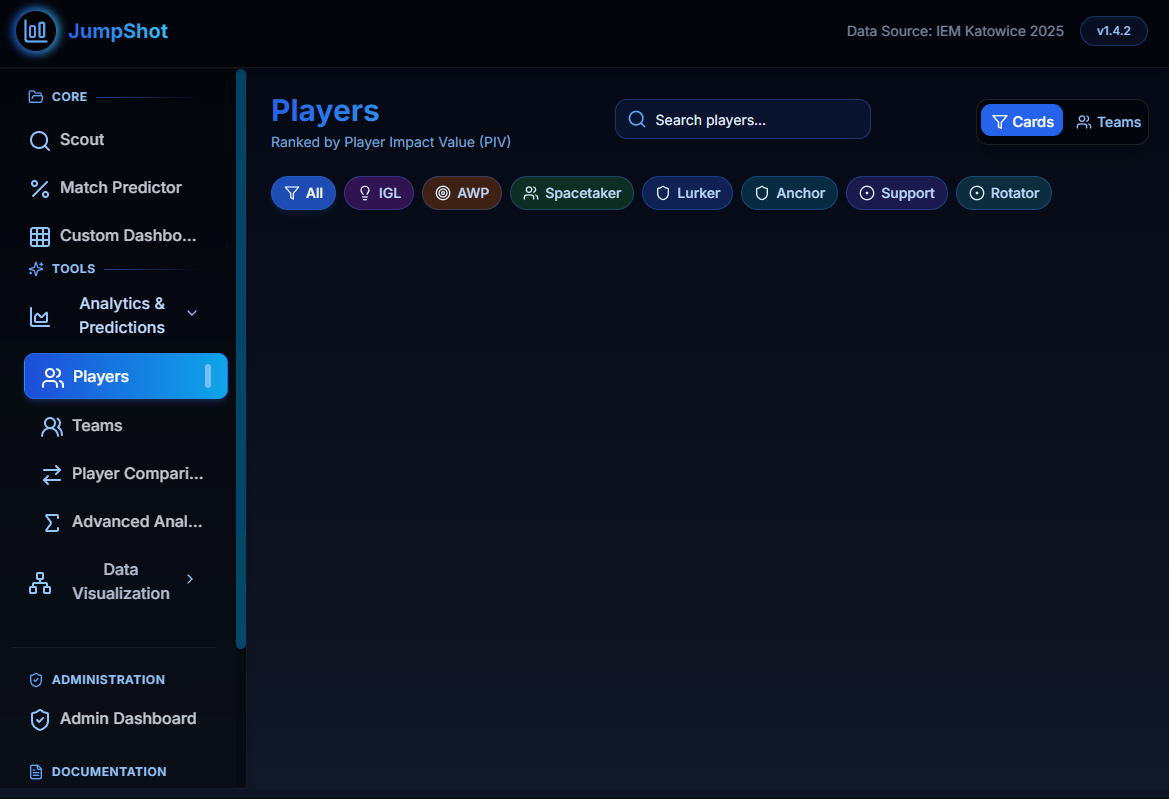 JumpShot
Data Source: IEM Katowice 2025
v1.4.2
CORE
Scout
Match Predictor
Custom Dashbo...
TOOLS
Analytics &
Predictions
Players
Teams
Player Compari...
Advanced Anal...
Data
Visualization
ADMINISTRATION
Admin Dashboard
DOCUMENTATION
Players
Ranked by Player Impact Value (PIV)
Search players...
Cards
Teams
All
IGL
AWP
Spacetaker
Lurker
Anchor
Support
Rotator